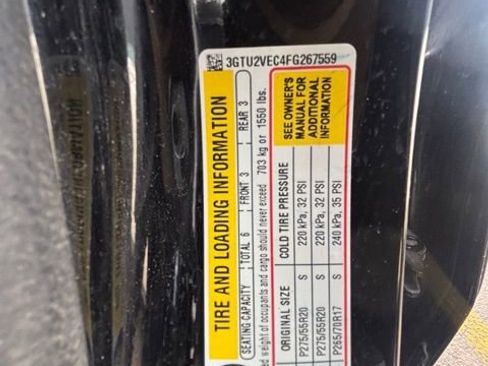 3GTU2VEC4FG267559
TIRE AND LOADING INFORMATION
SEATING CAPACITY TOTAL 6 FRONT 3 REAR 3
ed weight of occupants and cargo should never exceed 703 kg or 1550 lbs.
ORIGINAL SIZE COLD TIRE PRESSURE
P275/55R20 S 220 kPa, 32 PSI
P275/55R20 S 220 kPa, 32 PSI
P265/70R17 S 240 kPa, 35 PSI
SEE OWNER'S
MANUAL FOR
ADDITIONAL
INFORMATION